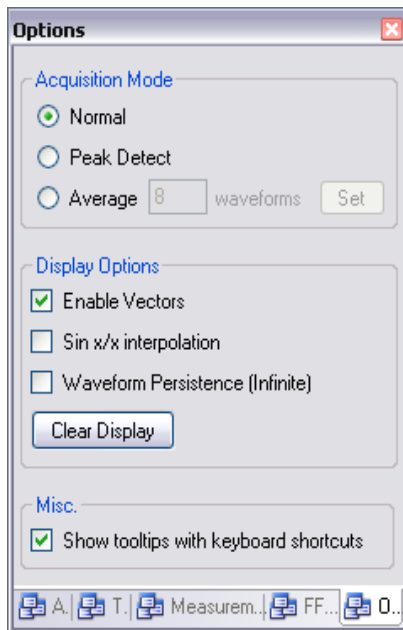 Options
Acquisition Mode
Normal
Peak Detect
Average 8 waveforms Set
Display Options
Enable Vectors
Sin x/x interpolation
Waveform Persistence (Infinite)
Clear Display
Misc.
Show tooltips with keyboard shortcuts
A. T. Measurem.. FF... O..